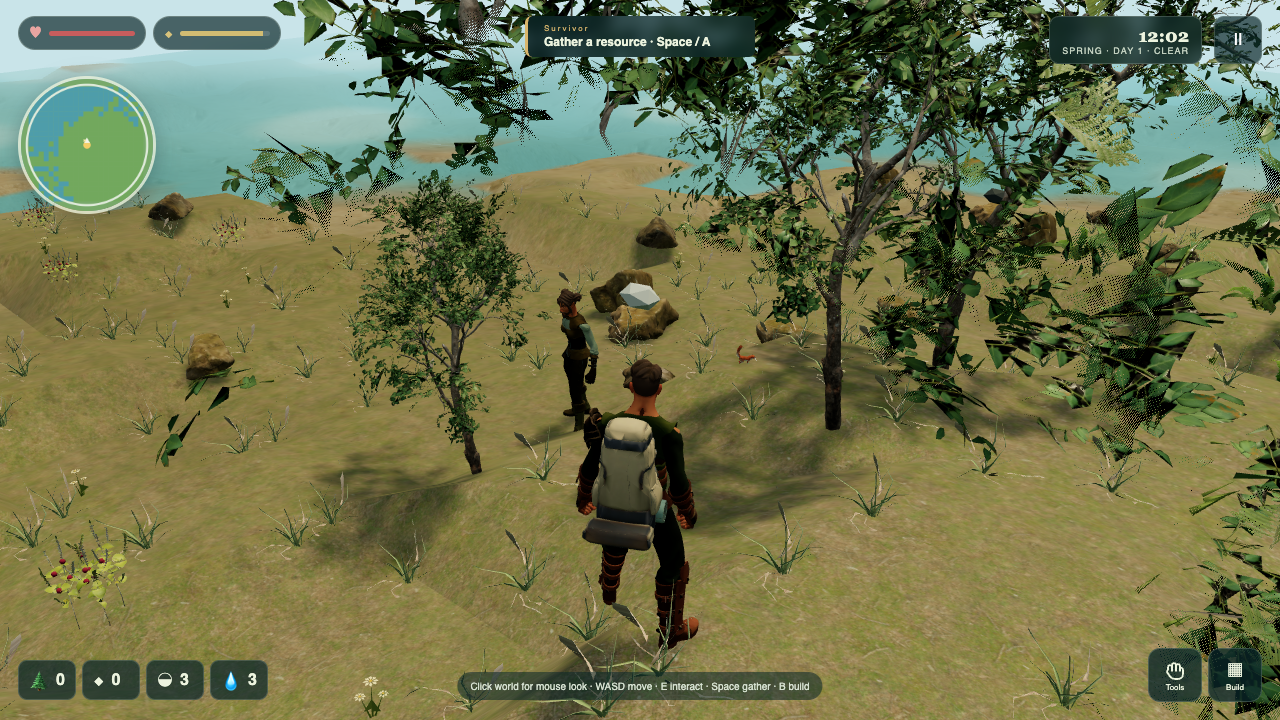 Survivor
Gather a resource · Space / A
12:02
SPRING · DAY 1 · CLEAR
0
0
3
3
Click world for mouse look · WASD move · E interact · Space gather · B build
Tools
Build